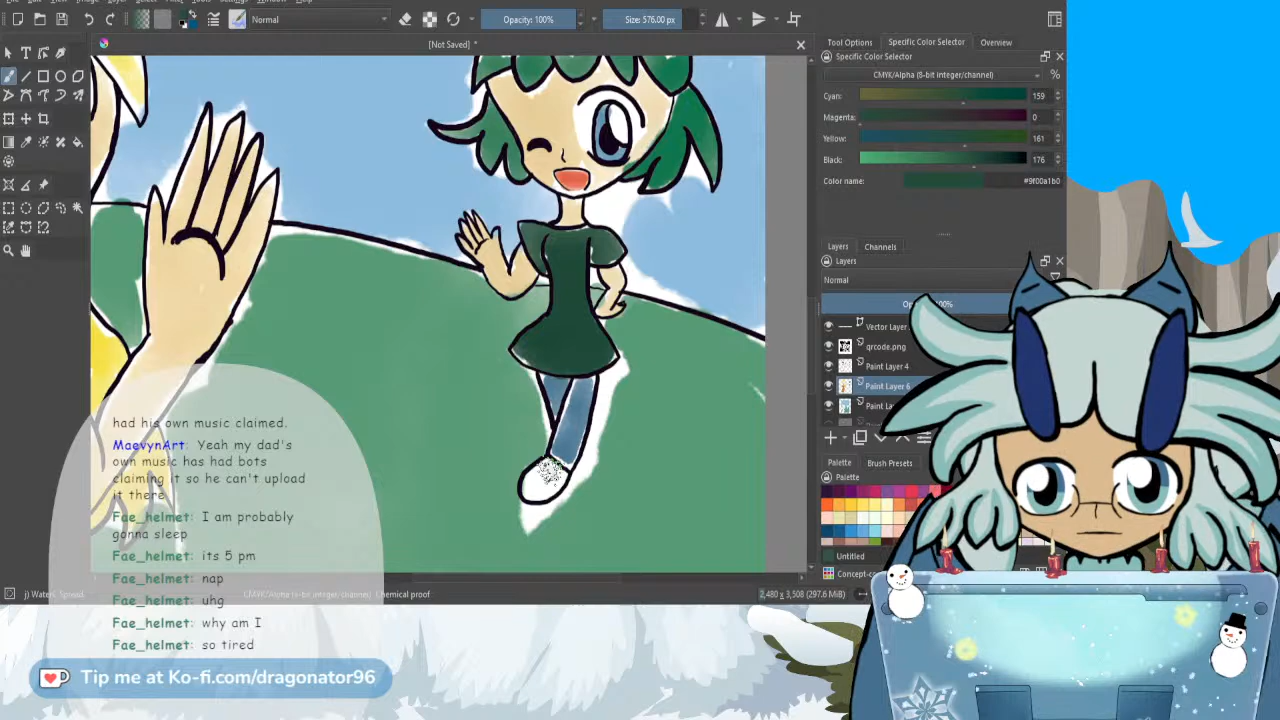 Normal
Opacity: 100%
Size: 576.00 px
[Not Saved] *
Tool Options
Specific Color Selector
Overview
Specific Color Selector
CMYK/Alpha (8-bit integer/channel)
%
Cyan:
159
Magenta:
0
Yellow:
161
Black:
176
Color name:
#9f00a1b0
Layers
Channels
Layers
Normal
100%
Vector Layer
qrcode.png
Paint Layer 4
Paint Layer 6
Paint
Palette
Brush Presets
Palette
Untitled
CMYK/Alpha (8-bit integer/channel) Chemical proof
2,480 x 3,508 (297.6 MiB)
had his own music claimed.
MaevynArt: Yeah my dad's
own music has had bots
claiming it so he can't upload
it there
Fae_helmet: I am probably
gonna sleep
Fae_helmet: its 5 pm
Fae_helmet: nap
Fae_helmet: uhg
Fae_helmet: why am I
Fae_helmet: so tired
Tip me at Ko-fi.com/dragonator96